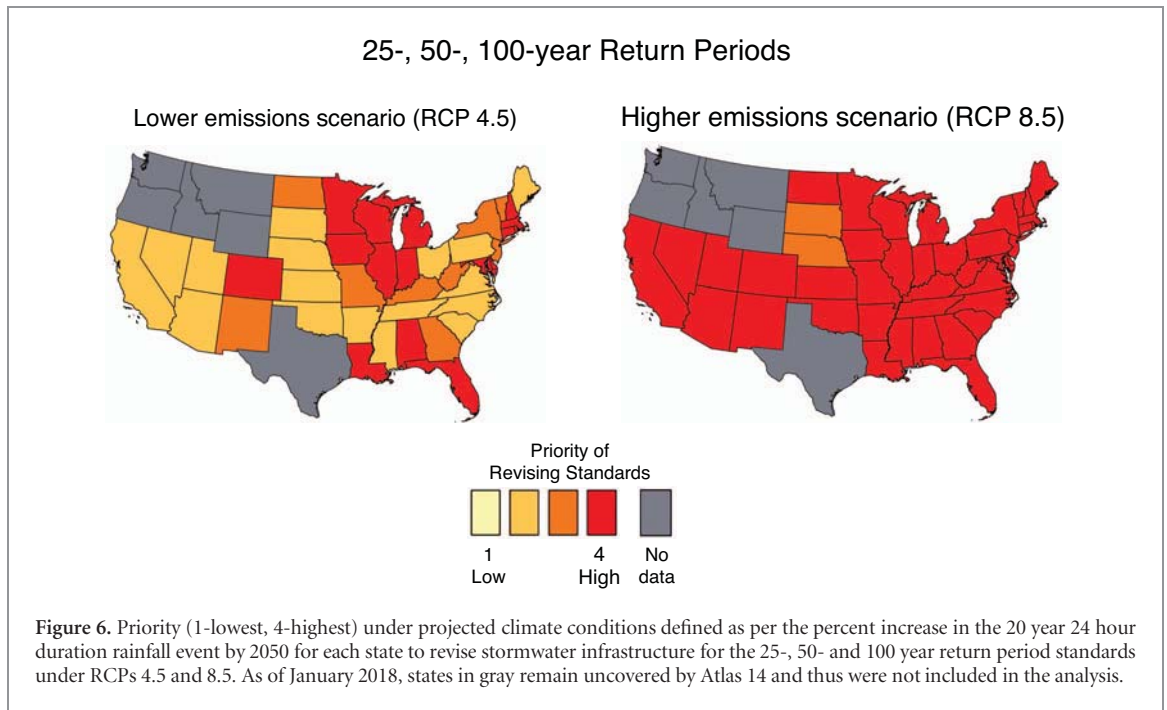 25-, 50-, 100-year Return Periods
Lower emissions scenario (RCP 4.5)
Higher emissions scenario (RCP 8.5)
Priority of
Revising Standards
1
Low
4
High
No
data
Figure 6. Priority (1-lowest, 4-highest) under projected climate conditions defined as per the percent increase in the 20 year 24 hour
duration rainfall event by 2050 for each state to revise stormwater infrastructure for the 25-, 50- and 100 year return period standards
under RCPs 4.5 and 8.5. As of January 2018, states in gray remain uncovered by Atlas 14 and thus were not included in the analysis.